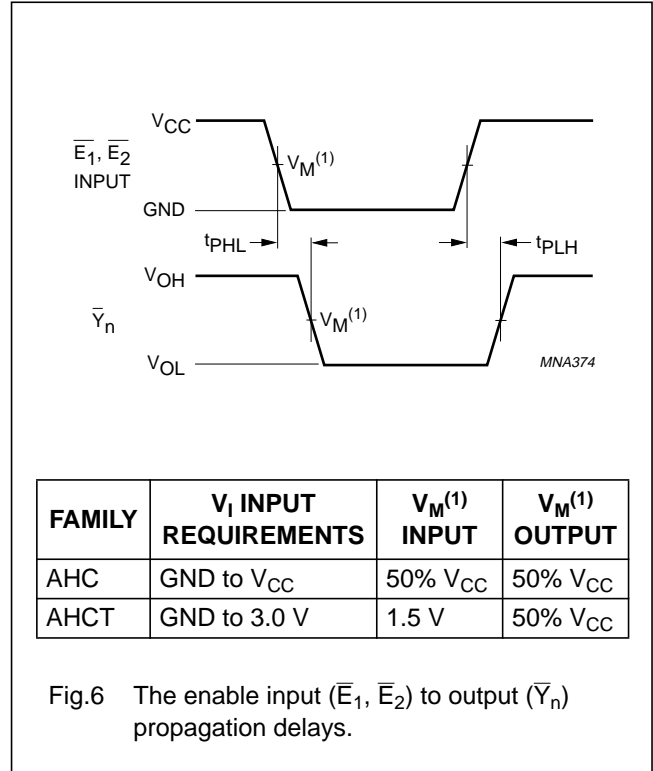 V_CC
E̅₁, E̅₂
INPUT
V_M^(1)
GND
t_PHL
t_PLH
V_OH
Y̅_n
V_M^(1)
V_OL
MNA374
FAMILY V_I INPUT REQUIREMENTS V_M^(1) INPUT V_M^(1) OUTPUT
AHC GND to V_CC 50% V_CC 50% V_CC
AHCT GND to 3.0 V 1.5 V 50% V_CC
Fig.6 The enable input (E̅₁, E̅₂) to output (Y̅_n)
propagation delays.